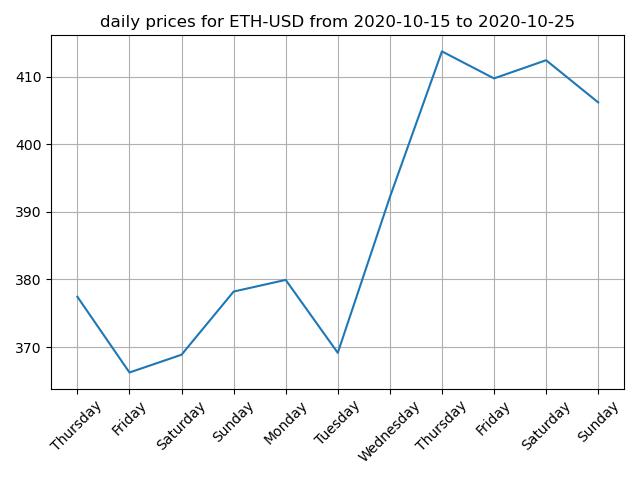 daily prices for ETH-USD from 2020-10-15 to 2020-10-25
410
400
390
380
370
Thursday
Friday
Saturday
Sunday
Monday
Tuesday
Wednesday
Thursday
Friday
Saturday
Sunday